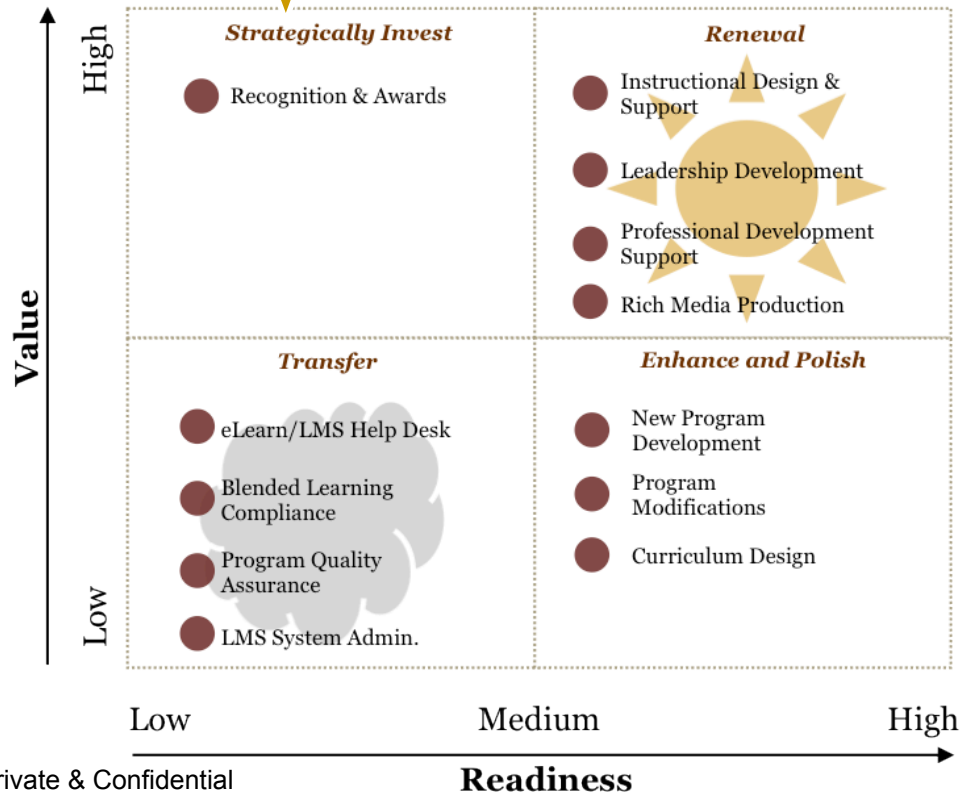 High
Strategically Invest
Recognition & Awards
Renewal
Instructional Design &
Support
Leadership Development
Professional Development
Support
Rich Media Production
Value
Transfer
eLearn/LMS Help Desk
Blended Learning
Compliance
Program Quality
Assurance
LMS System Admin.
Enhance and Polish
New Program
Development
Program
Modifications
Curriculum Design
Low
Low
Medium
High
rivate & Confidential
Readiness